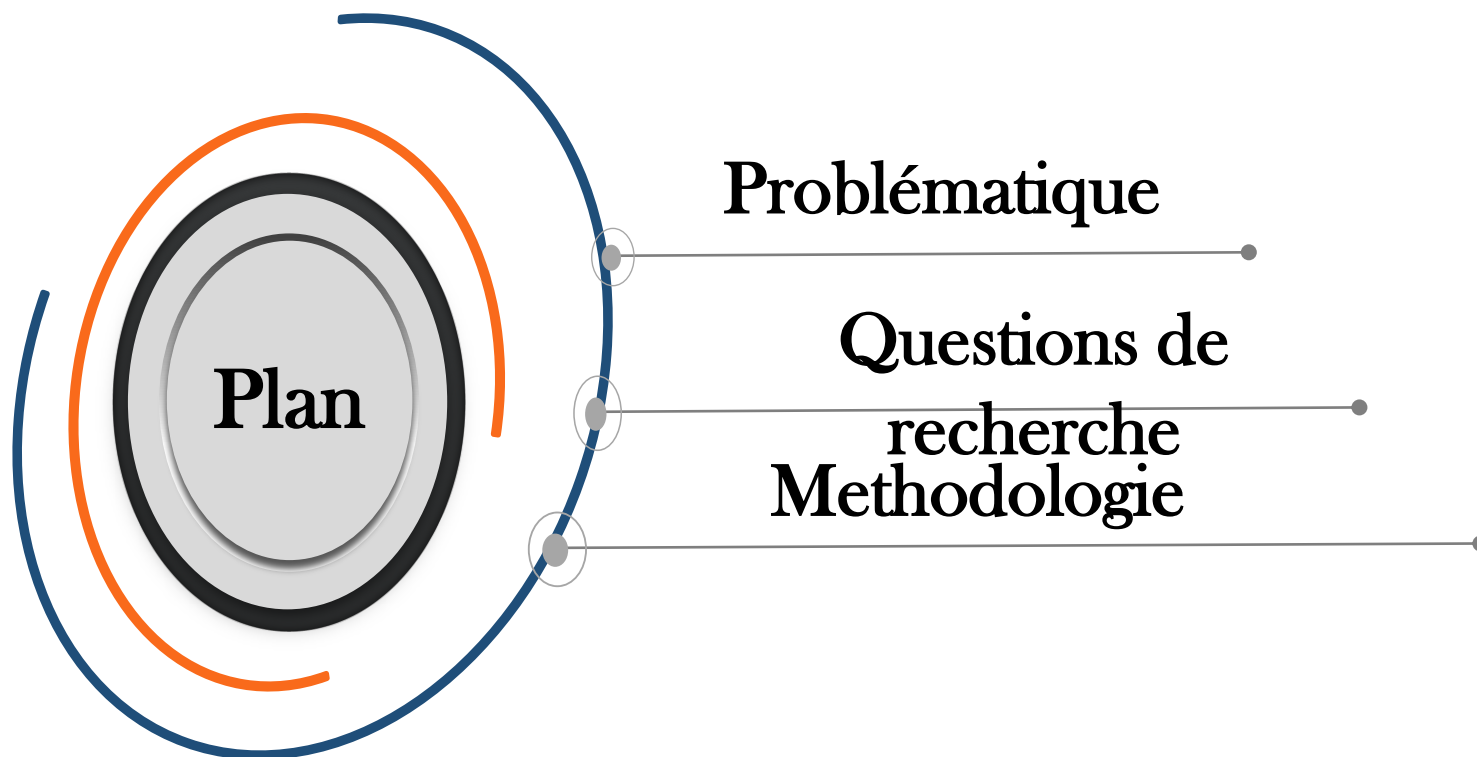 Plan
Problématique
Questions de
recherche
Methodologie